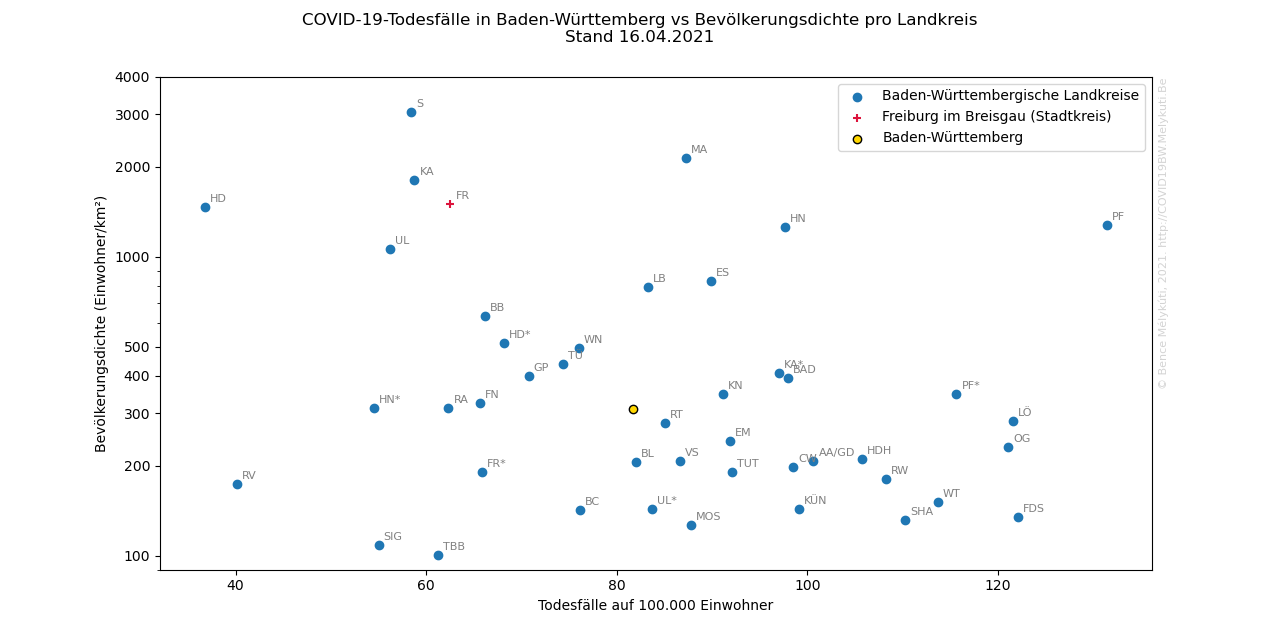 COVID-19-Todesfälle in Baden-Württemberg vs Bevölkerungsdichte pro Landkreis
Stand 16.04.2021
Baden-Württembergische Landkreise
Freiburg im Breisgau (Stadtkreis)
Baden-Württemberg
© Bence Mélykúti, 2021. http://COVID19BW.Melykuti.Be
Bevölkerungsdichte (Einwohner/km²)
4000
3000
2000
1000
500
400
300
200
100
S
MA
KA
HD
FR
HN
PF
UL
LB
ES
BB
HD*
WN
TÜ
GP
KA*
BAD
KN
PF*
HN*
RA
FN
RT
LÖ
EM
OG
BL
VS
TUT
CW
AA/GD
HDH
FR*
RW
RV
BC
UL*
KÜN
WT
MOS
SHA
FDS
SIG
TBB
40
60
80
100
120
Todesfälle auf 100.000 Einwohner